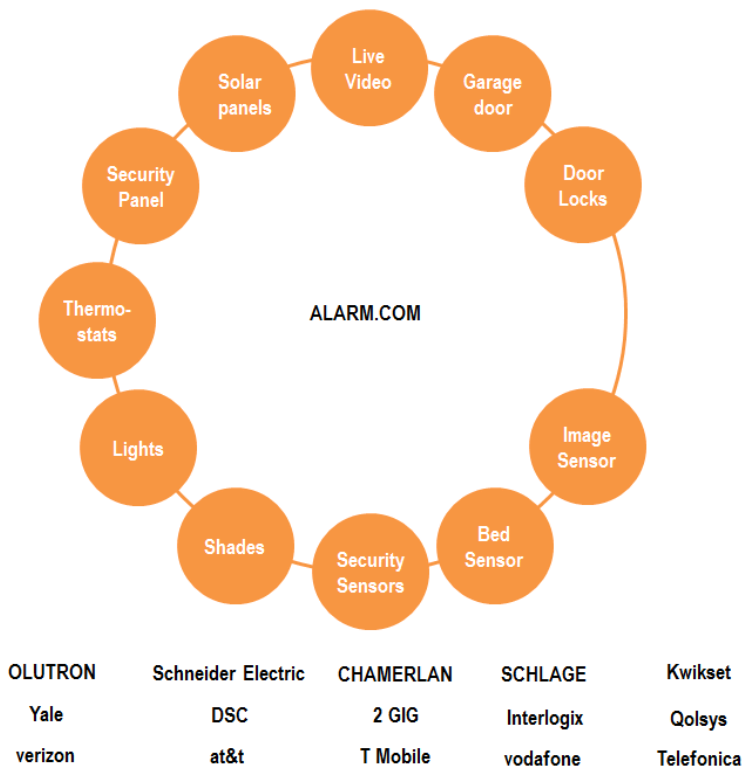 Live
Video
Solar
panels
Garage
door
Security
Panel
Door
Locks
Thermo-
stats
ALARM.COM
Lights
Image
Sensor
Shades
Security
Sensors
Bed
Sensor
OLUTRON Schneider Electric CHAMERLAN SCHLAGE Kwikset
Yale DSC 2 GIG Interlogix Qolsys
verizon at&t T Mobile vodafone Telefonica